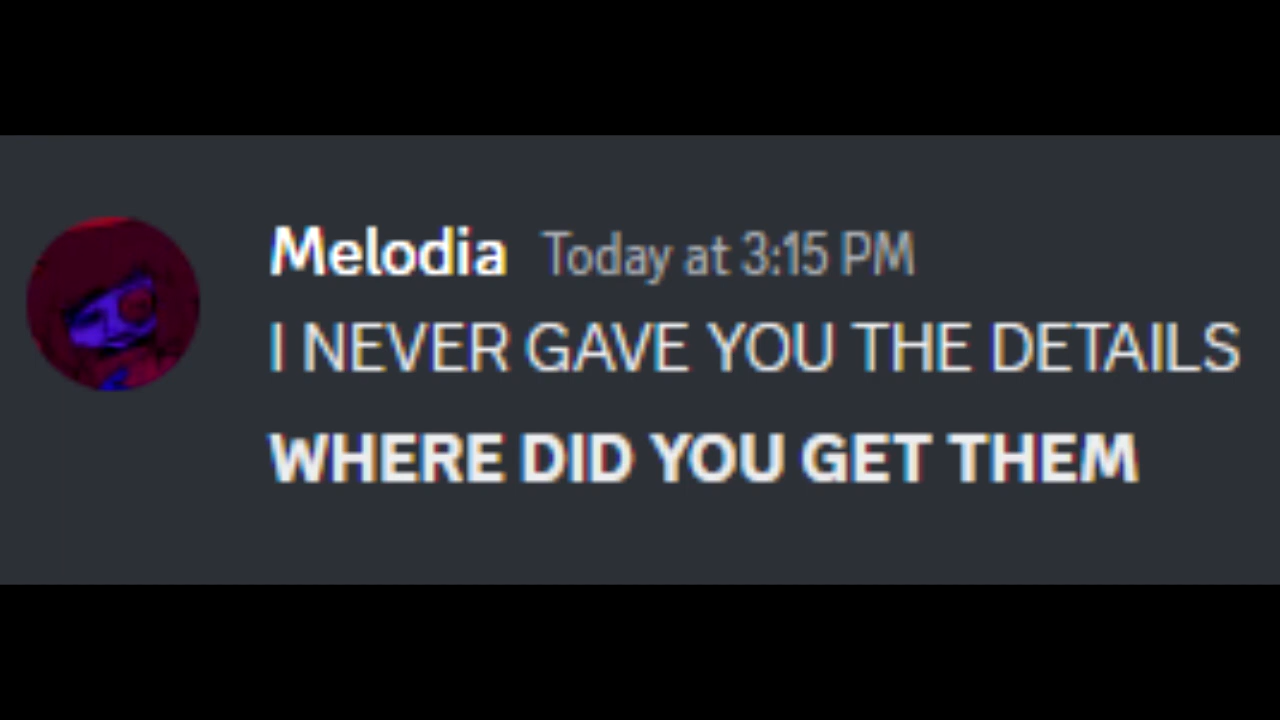 Melodia Today at 3:15 PM
I NEVER GAVE YOU THE DETAILS
WHERE DID YOU GET THEM